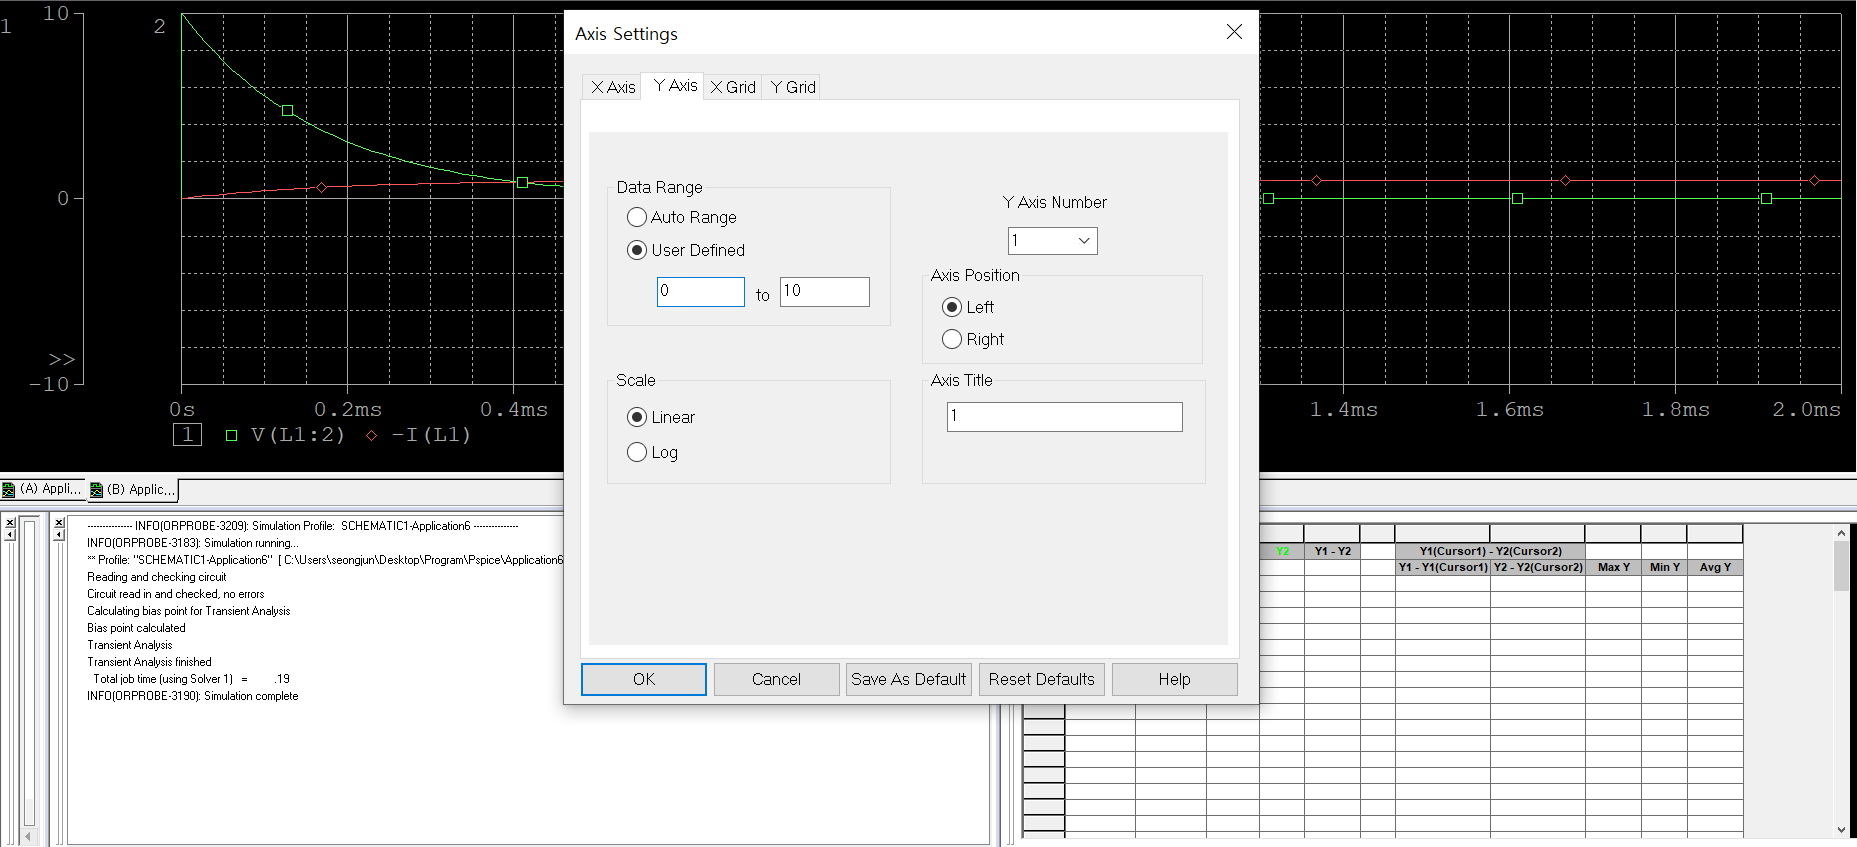 1
10
2
0
>>
-10
0s
0.2ms
0.4ms
1.4ms
1.6ms
1.8ms
2.0ms
1
V(L1:2)
-I(L1)
Axis Settings
X Axis
Y Axis
X Grid
Y Grid
Data Range
Auto Range
User Defined
0
to
10
Y Axis Number
1
Axis Position
Left
Right
Scale
Linear
Log
Axis Title
1
OK
Cancel
Save As Default
Reset Defaults
Help
(A) Appli...
(B) Applic...
--------------- INFO(ORPROBE-3209): Simulation Profile: SCHEMATIC1-Application6 ---------------
INFO(ORPROBE-3183): Simulation running...
** Profile: "SCHEMATIC1-Application6" [ C:\Users\seongjun\Desktop\Program\Pspice\Application6
Reading and checking circuit
Circuit read in and checked, no errors
Calculating bias point for Transient Analysis
Bias point calculated
Transient Analysis
Transient Analysis finished
Total job time (using Solver 1) = .19
INFO(ORPROBE-3190): Simulation complete
Y2
Y1 - Y2
Y1(Cursor1) - Y2(Cursor2)
Y1 - Y1(Cursor1)
Y2 - Y2(Cursor2)
Max Y
Min Y
Avg Y